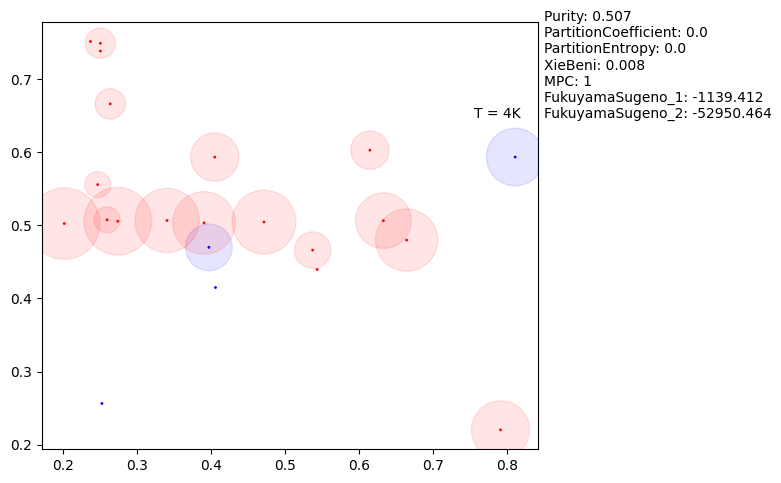 Purity: 0.507
PartitionCoefficient: 0.0
PartitionEntropy: 0.0
XieBeni: 0.008
MPC: 1
FukuyamaSugeno_1: -1139.412
FukuyamaSugeno_2: -52950.464
T = 4K
0.7
0.6
0.5
0.4
0.3
0.2
0.2 0.3 0.4 0.5 0.6 0.7 0.8